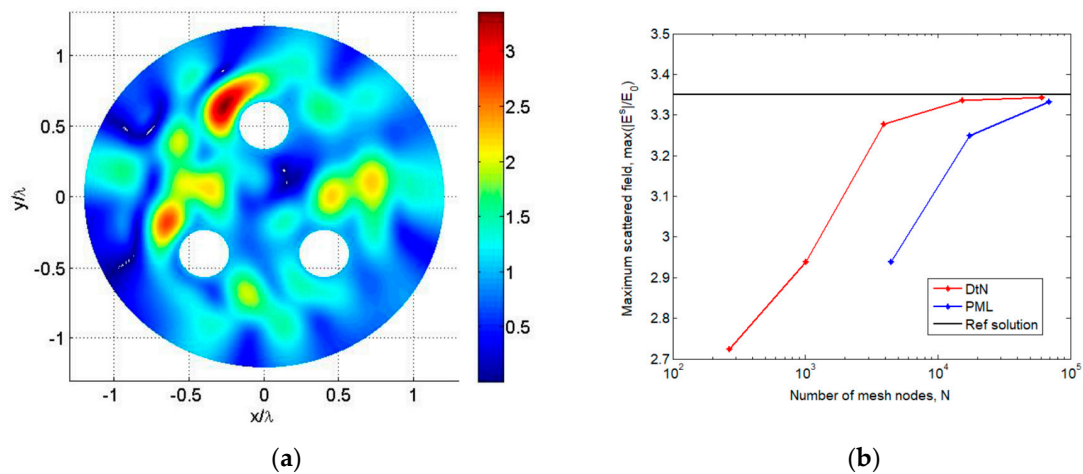 1
0.5
0
-0.5
-1
y/λ
-1 -0.5 0 0.5 1
x/λ
3
2.5
2
1.5
1
0.5
(a)
3.5
3.4
3.3
3.2
3.1
3
2.9
2.8
2.7
Maximum scattered field, max(|E^s|/E_0)
DtN
PML
Ref solution
10^2 10^3 10^4 10^5
Number of mesh nodes, N
(b)